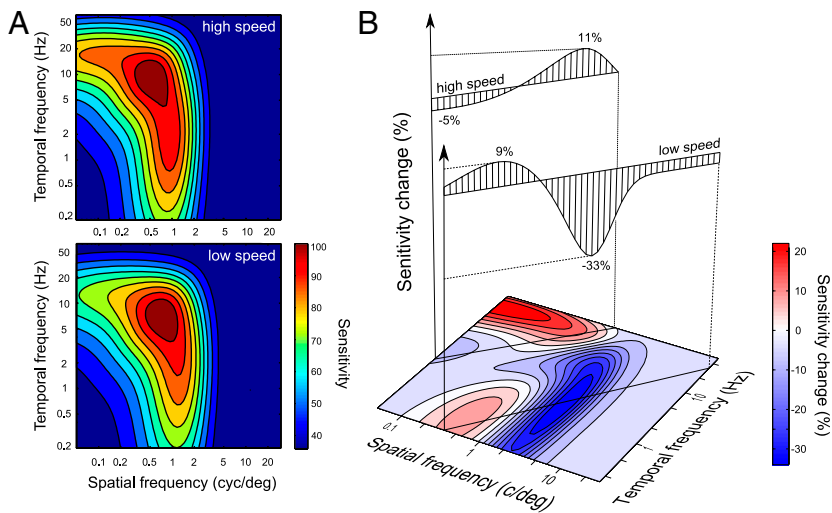 A
high speed
Temporal frequency (Hz)
50
20
10
5
2
1
0.5
0.2
0.1 0.2 0.5 1 2 5 10 20
low speed
Temporal frequency (Hz)
50
20
10
5
2
1
0.5
0.2
0.1 0.2 0.5 1 2 5 10 20
Spatial frequency (cyc/deg)
100
90
80
70
60
50
40
Sensitivity
B
Senitivity change (%)
11%
high speed
-5%
9%
low speed
-33%
0.1
1
10
Spatial frequency (c/deg)
1
10
Temporal frequency (Hz)
20
10
0
-10
-20
-30
Sensitivity change (%)